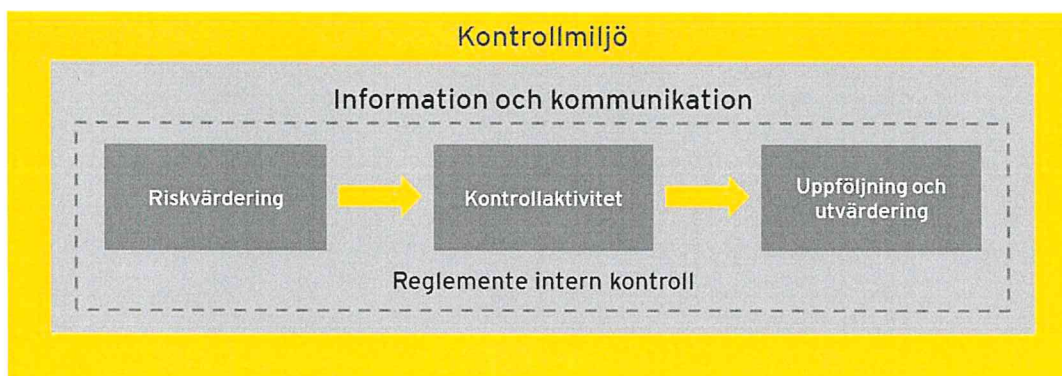 Kontrollmiljö
Information och kommunikation
Riskvärdering
Kontrollaktivitet
Uppföljning och
utvärdering
Reglemente intern kontroll